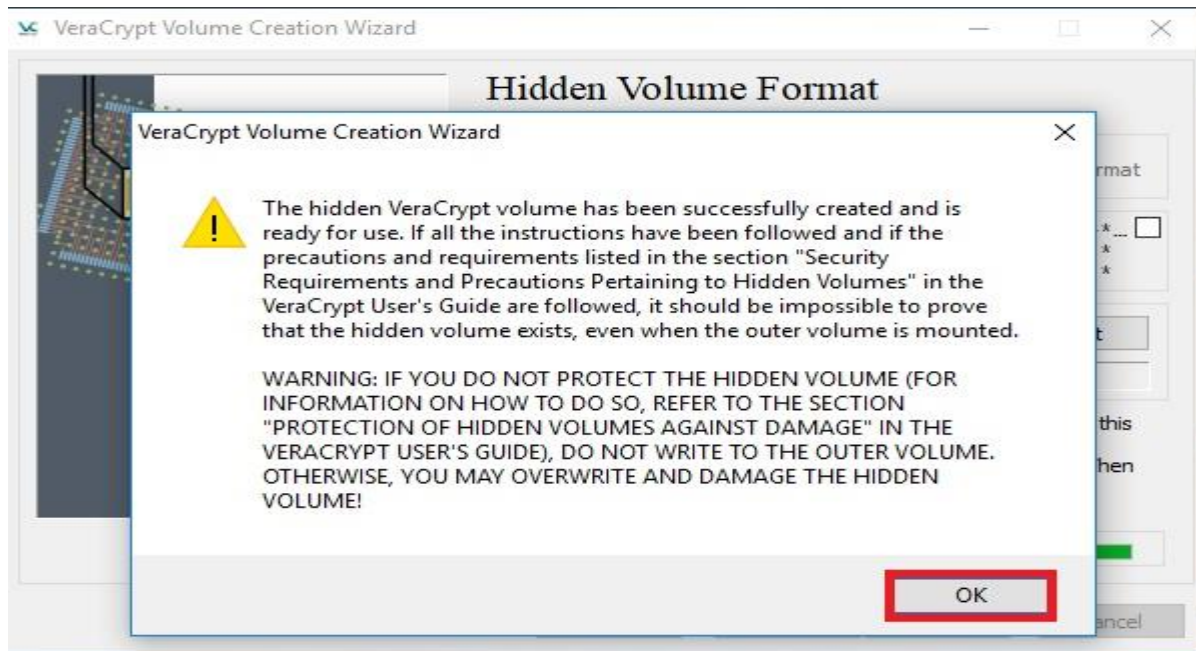 VeraCrypt Volume Creation Wizard
Hidden Volume Format
VeraCrypt Volume Creation Wizard
The hidden VeraCrypt volume has been successfully created and is
ready for use. If all the instructions have been followed and if the
precautions and requirements listed in the section "Security
Requirements and Precautions Pertaining to Hidden Volumes" in the
VeraCrypt User's Guide are followed, it should be impossible to prove
that the hidden volume exists, even when the outer volume is mounted.
WARNING: IF YOU DO NOT PROTECT THE HIDDEN VOLUME (FOR
INFORMATION ON HOW TO DO SO, REFER TO THE SECTION
"PROTECTION OF HIDDEN VOLUMES AGAINST DAMAGE" IN THE
VERACRYPT USER'S GUIDE), DO NOT WRITE TO THE OUTER VOLUME.
OTHERWISE, YOU MAY OVERWRITE AND DAMAGE THE HIDDEN
VOLUME!
OK
this